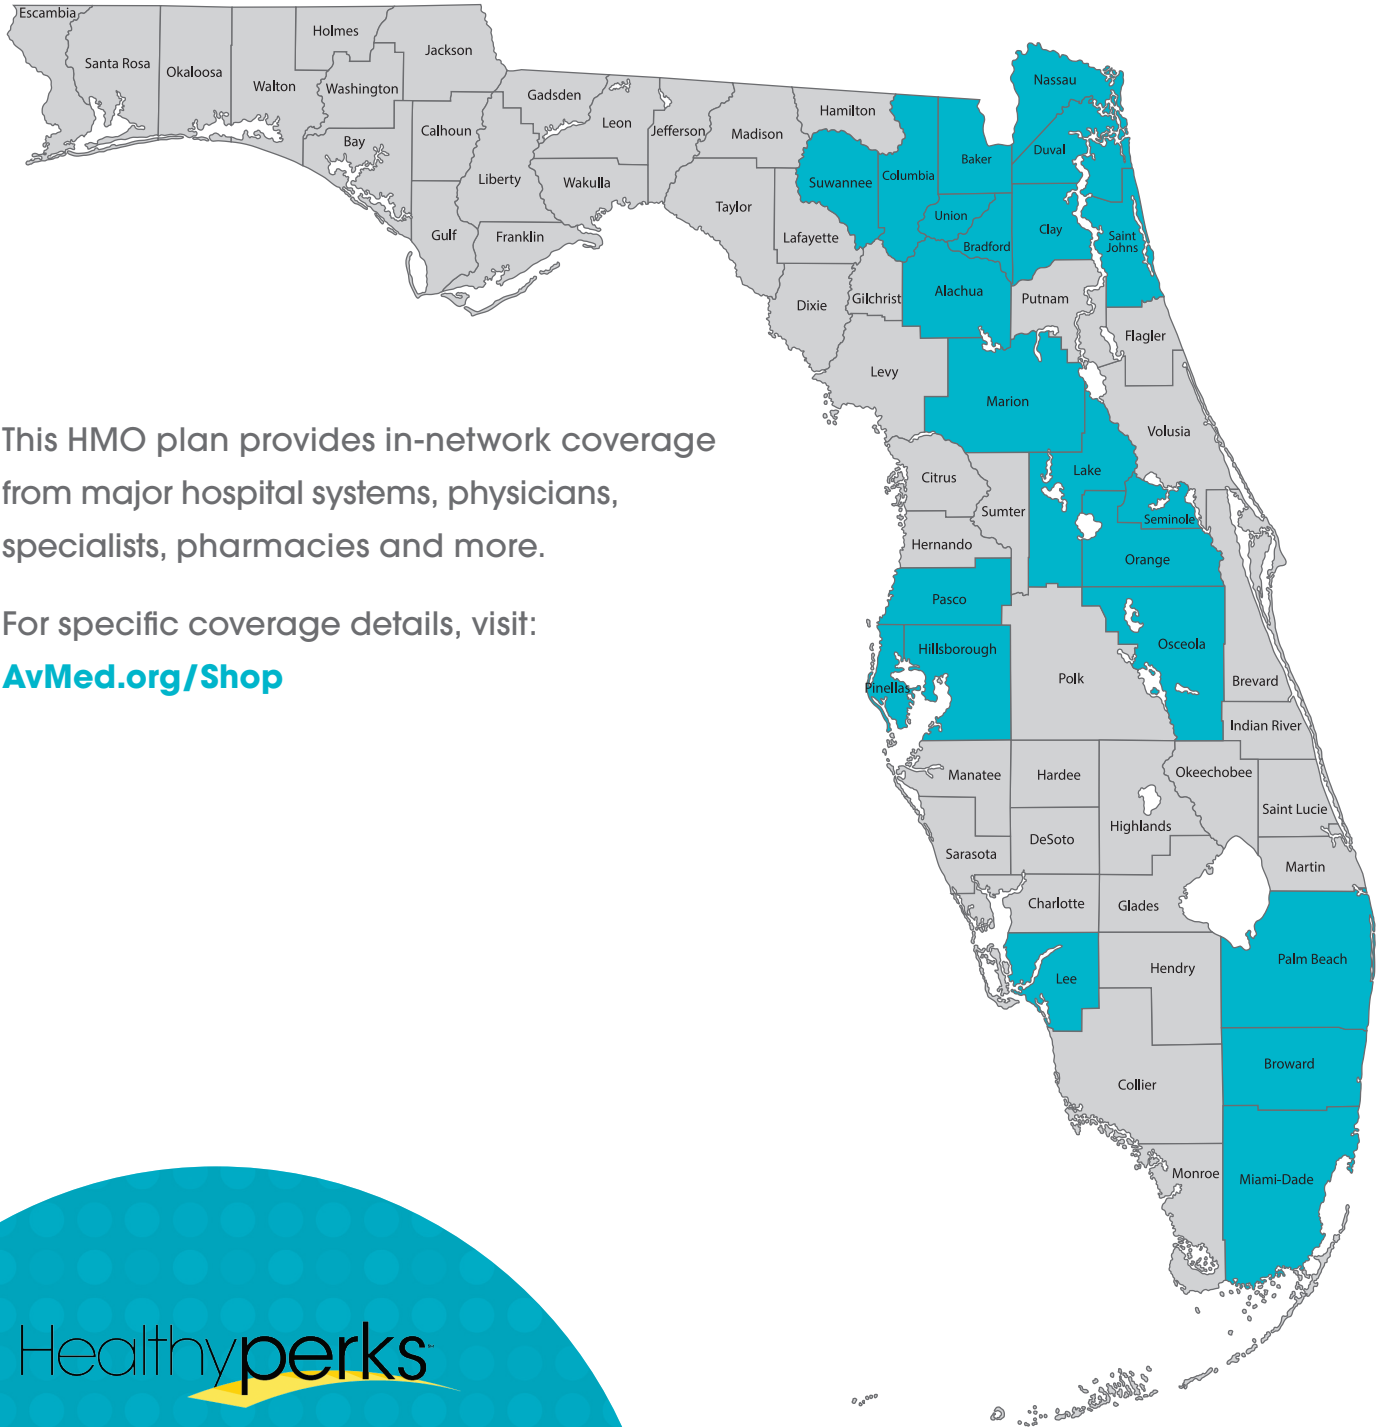 Escambia
Santa Rosa
Okaloosa
Walton
Holmes
Washington
Jackson
Bay
Calhoun
Gulf
Liberty
Franklin
Gadsden
Leon
Wakulla
Jefferson
Madison
Taylor
Hamilton
Suwannee
Lafayette
Dixie
Columbia
Gilchrist
Levy
Baker
Union
Bradford
Alachua
Nassau
Duval
Clay
Saint
Johns
Putnam
Flagler
Marion
Volusia
This HMO plan provides in-network coverage
from major hospital systems, physicians,
specialists, pharmacies and more.
For specific coverage details, visit:
AvMed.org/Shop
Citrus
Sumter
Lake
Hernando
Seminole
Orange
Pasco
Hillsborough
Pinellas
Polk
Osceola
Brevard
Indian River
Manatee
Hardee
Highlands
Okeechobee
Saint Lucie
Sarasota
DeSoto
Martin
Charlotte
Glades
Lee
Hendry
Palm Beach
Collier
Broward
Monroe
Miami-Dade
Healthyperks